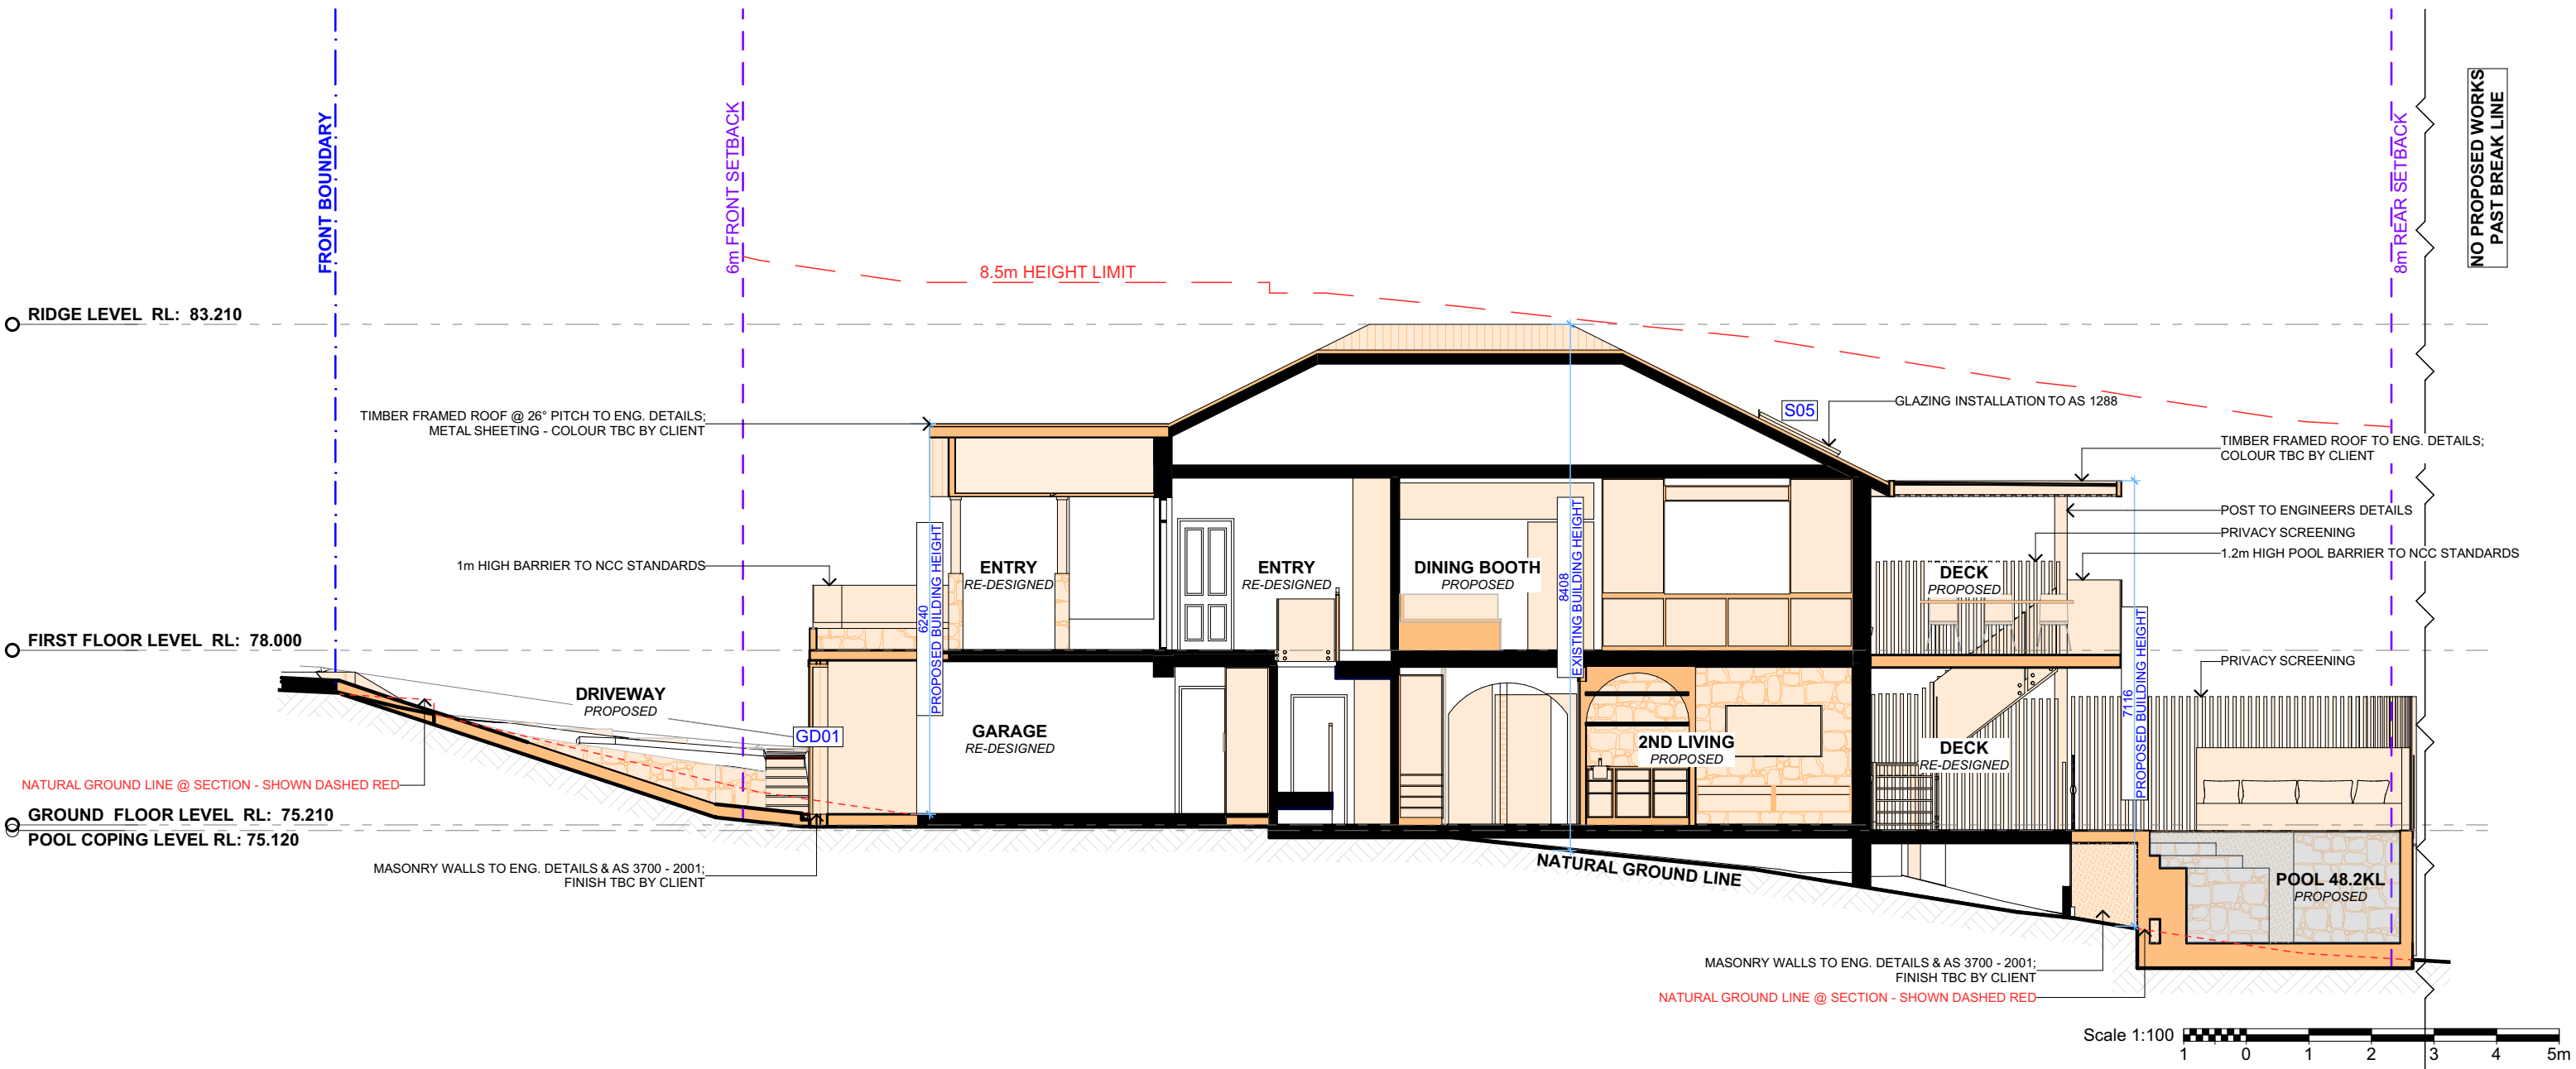 FRONT BOUNDARY
6m FRONT SETBACK
8m REAR SETBACK
NO PROPOSED WORKS
PAST BREAK LINE
8.5m HEIGHT LIMIT
RIDGE LEVEL  RL:  83.210
TIMBER FRAMED ROOF @ 26° PITCH TO ENG. DETAILS;
METAL SHEETING - COLOUR TBC BY CLIENT
S05
GLAZING INSTALLATION TO AS 1288
TIMBER FRAMED ROOF TO ENG. DETAILS;
COLOUR TBC BY CLIENT
POST TO ENGINEERS DETAILS
PRIVACY SCREENING
1.2m HIGH POOL BARRIER TO NCC STANDARDS
1m HIGH BARRIER TO NCC STANDARDS
6240
PROPOSED BUILDING HEIGHT
ENTRY
RE-DESIGNED
ENTRY
RE-DESIGNED
DINING BOOTH
PROPOSED
8408
EXISTING BUILDING HEIGHT
DECK
PROPOSED
FIRST FLOOR LEVEL  RL:  78.000
PRIVACY SCREENING
7116
PROPOSED BUILDING HEIGHT
DRIVEWAY
PROPOSED
GD01
GARAGE
RE-DESIGNED
2ND LIVING
PROPOSED
DECK
RE-DESIGNED
NATURAL GROUND LINE @ SECTION - SHOWN DASHED RED
GROUND  FLOOR LEVEL  RL:  75.210
POOL COPING LEVEL RL: 75.120
MASONRY WALLS TO ENG. DETAILS & AS 3700 - 2001;
FINISH TBC BY CLIENT
NATURAL GROUND LINE
POOL 48.2KL
PROPOSED
MASONRY WALLS TO ENG. DETAILS & AS 3700 - 2001;
FINISH TBC BY CLIENT
NATURAL GROUND LINE @ SECTION - SHOWN DASHED RED
Scale 1:100
1 0 1 2 3 4 5m